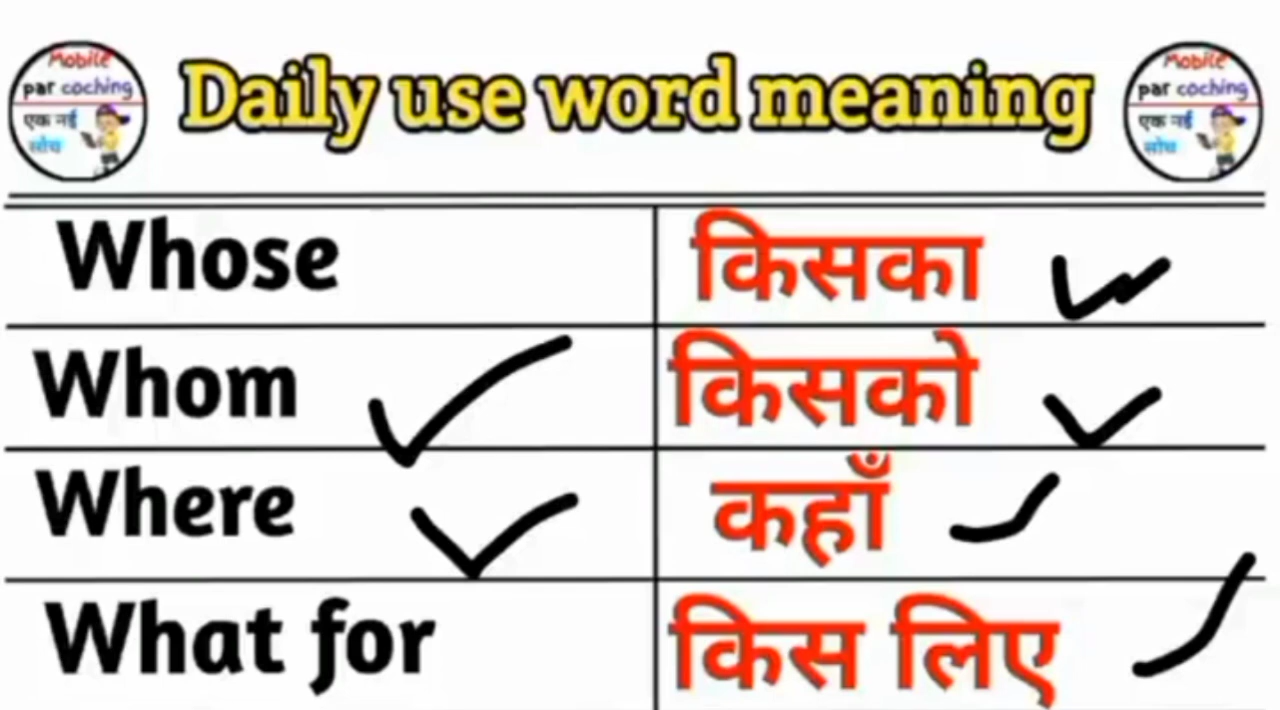 Mobile
par coching
एक नई
सोच
Daily use word meaning
Mobile
par coching
एक नई
सोच
Whose किसका
Whom किसको
Where कहाँ
What for किस लिए